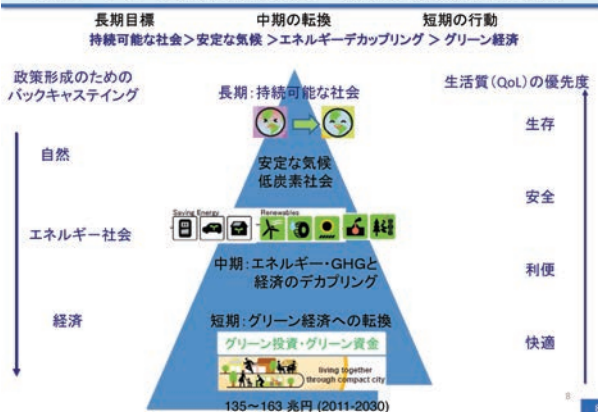 長期目標 中期の転換 短期の行動
持続可能な社会＞安定な気候＞エネルギーデカップリング＞グリーン経済
政策形成のための
バックキャスティング
自然
エネルギー社会
経済
長期：持続可能な社会
安定な気候
低炭素社会
Saving Energy Renewables
中期：エネルギー・GHGと
経済のデカプリング
短期：グリーン経済への転換
グリーン投資・グリーン資金
living together
through compact city
135～163 兆円 (2011-2030)
生活質(QoL)の優先度
生存
安全
利便
快適
8